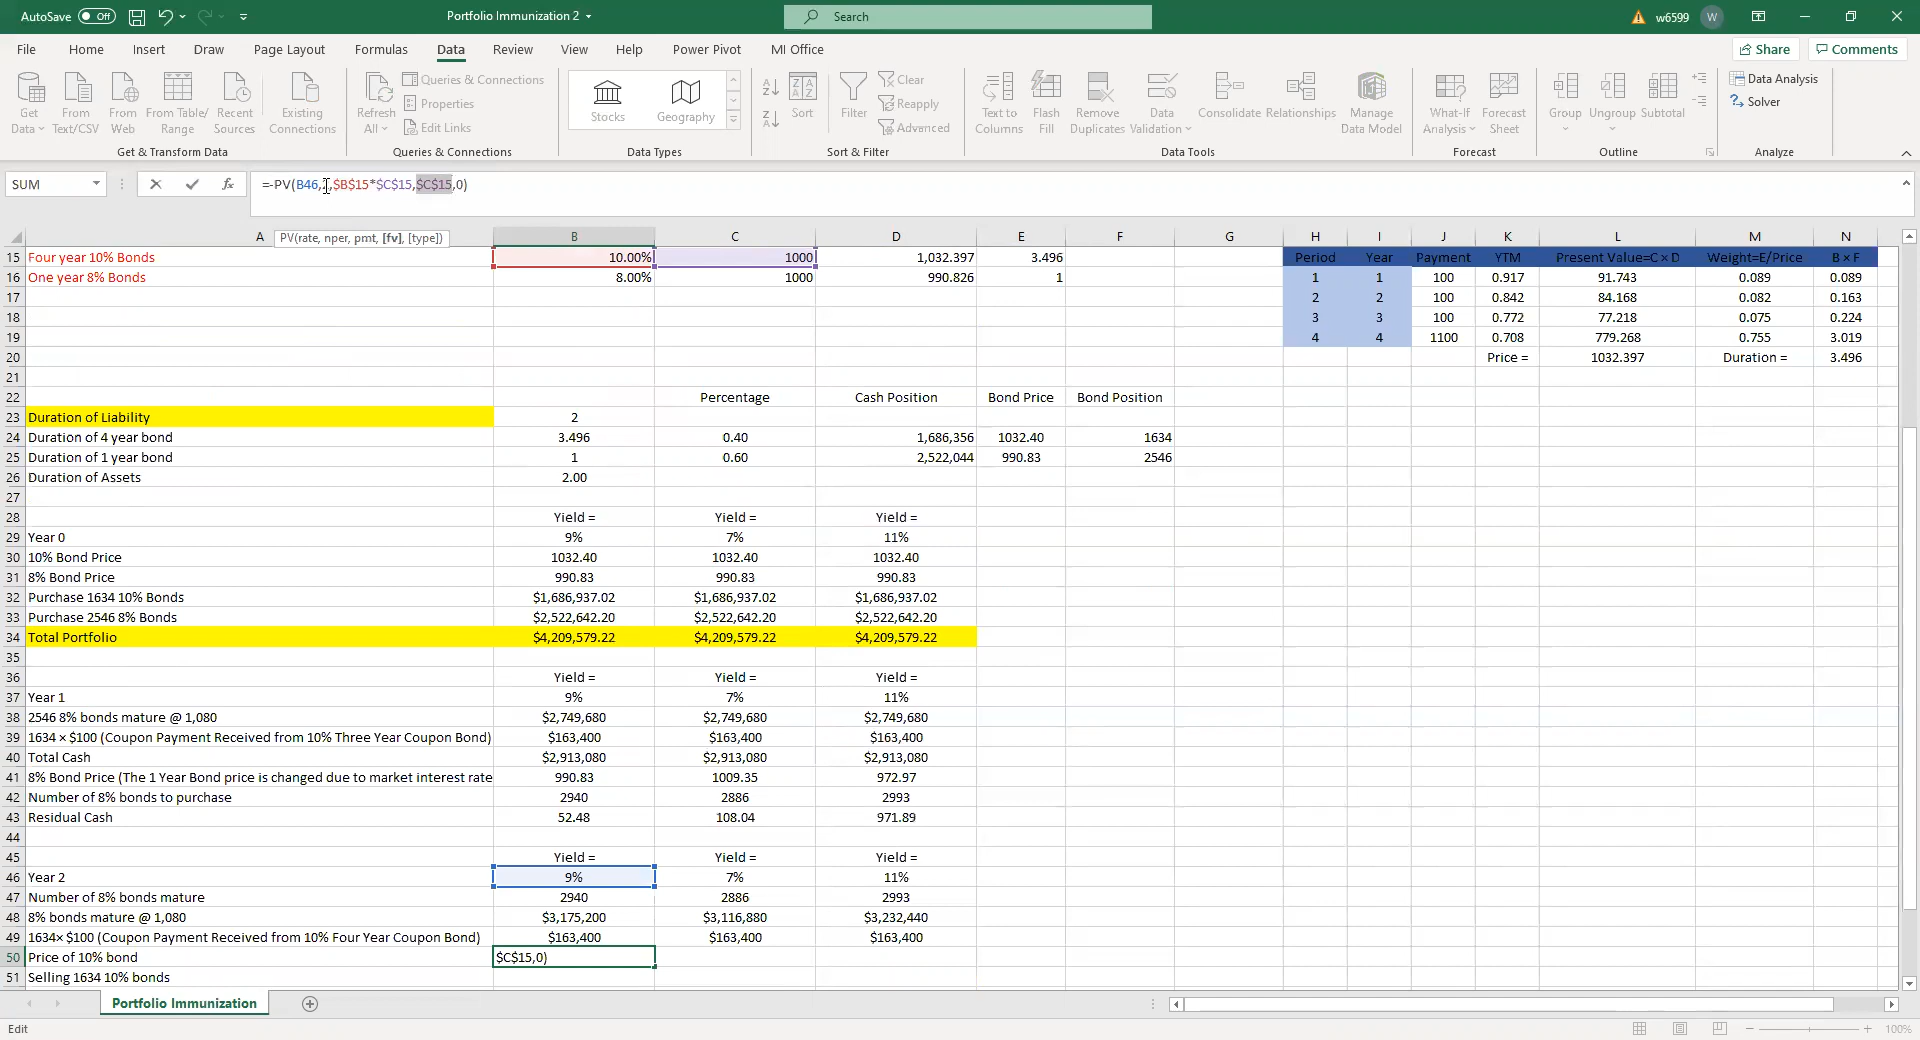 AutoSave Off Portfolio Immunization 2 Search w6599 W
File Home Insert Draw Page Layout Formulas Data Review View Help Power Pivot MI Office Share Comments
Get Data From Text/CSV From Web From Table/ Range Recent Sources Existing Connections
Get & Transform Data
Refresh All Queries & Connections Properties Edit Links
Queries & Connections
Stocks Geography
Data Types
Sort Filter Clear Reapply Advanced
Sort & Filter
Text to Columns Flash Fill Remove Duplicates Data Validation Consolidate Relationships Manage Data Model
Data Tools
What-If Analysis Forecast Sheet
Forecast
Group Ungroup Subtotal
Outline
Data Analysis Solver
Analyze
SUM fx =-PV(B46,2,$B$15*$C$15,$C$15,0)
PV(rate, nper, pmt, [fv], [type])
A B C D E F G H I J K L M N
15 Four year 10% Bonds 10.00% 1000 1,032.397 3.496 Period Year Payment YTM Present Value=C × D Weight=E/Price B × F
16 One year 8% Bonds 8.00% 1000 990.826 1 1 1 100 0.917 91.743 0.089 0.089
17 2 2 100 0.842 84.168 0.082 0.163
18 3 3 100 0.772 77.218 0.075 0.224
19 4 4 1100 0.708 779.268 0.755 3.019
20 Price = 1032.397 Duration = 3.496
21
22 Percentage Cash Position Bond Price Bond Position
23 Duration of Liability 2
24 Duration of 4 year bond 3.496 0.40 1,686,356 1032.40 1634
25 Duration of 1 year bond 1 0.60 2,522,044 990.83 2546
26 Duration of Assets 2.00
27
28 Yield = Yield = Yield =
29 Year 0 9% 7% 11%
30 10% Bond Price 1032.40 1032.40 1032.40
31 8% Bond Price 990.83 990.83 990.83
32 Purchase 1634 10% Bonds $1,686,937.02 $1,686,937.02 $1,686,937.02
33 Purchase 2546 8% Bonds $2,522,642.20 $2,522,642.20 $2,522,642.20
34 Total Portfolio $4,209,579.22 $4,209,579.22 $4,209,579.22
35
36 Yield = Yield = Yield =
37 Year 1 9% 7% 11%
38 2546 8% bonds mature @ 1,080 $2,749,680 $2,749,680 $2,749,680
39 1634 × $100 (Coupon Payment Received from 10% Three Year Coupon Bond) $163,400 $163,400 $163,400
40 Total Cash $2,913,080 $2,913,080 $2,913,080
41 8% Bond Price (The 1 Year Bond price is changed due to market interest rate 990.83 1009.35 972.97
42 Number of 8% bonds to purchase 2940 2886 2993
43 Residual Cash 52.48 108.04 971.89
44
45 Yield = Yield = Yield =
46 Year 2 9% 7% 11%
47 Number of 8% bonds mature 2940 2886 2993
48 8% bonds mature @ 1,080 $3,175,200 $3,116,880 $3,232,440
49 1634× $100 (Coupon Payment Received from 10% Four Year Coupon Bond) $163,400 $163,400 $163,400
50 Price of 10% bond $C$15,0)
51 Selling 1634 10% bonds
Portfolio Immunization
Edit 100%